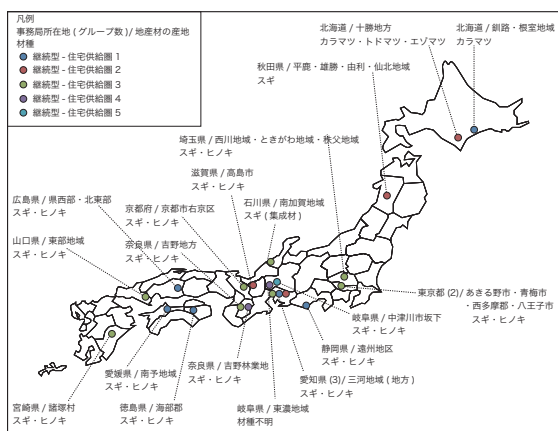 凡例
事務局所在地 (グループ数) / 地産材の産地
材種
継続型 - 住宅供給圏 1
継続型 - 住宅供給圏 2
継続型 - 住宅供給圏 3
継続型 - 住宅供給圏 4
継続型 - 住宅供給圏 5
北海道 / 十勝地方
カラマツ・トドマツ・エゾマツ
北海道 / 釧路・根室地域
カラマツ
秋田県 / 平鹿・雄勝・由利・仙北地域
スギ
埼玉県 / 西川地域・ときがわ地域・秩父地域
スギ・ヒノキ
滋賀県 / 高島市
スギ・ヒノキ
石川県 / 南加賀地域
スギ ( 集成材 )
広島県 / 県西部・北東部
スギ・ヒノキ
京都府 / 京都市右京区
スギ・ヒノキ
山口県 / 東部地域
スギ・ヒノキ
奈良県 / 吉野地方
スギ・ヒノキ
東京都 (2)/ あきる野市・青梅市
・西多摩郡・八王子市
スギ・ヒノキ
岐阜県 / 中津川市坂下
スギ・ヒノキ
静岡県 / 遠州地区
スギ・ヒノキ
愛知県 (3)/ 三河地域 ( 地方 )
スギ・ヒノキ
岐阜県 / 東濃地域
材種不明
奈良県 / 吉野林業地
スギ・ヒノキ
愛媛県 / 南予地域
スギ・ヒノキ
徳島県 / 海部郡
スギ・ヒノキ
宮崎県 / 諸塚村
スギ・ヒノキ